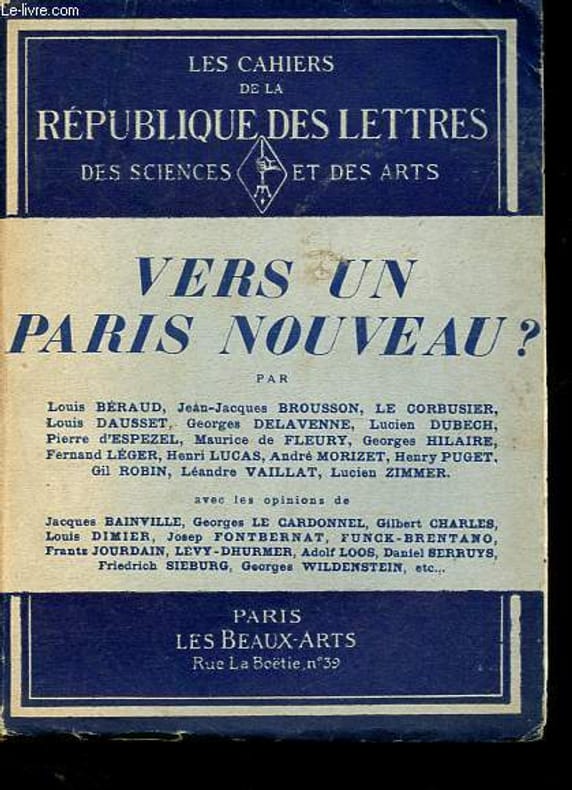 Le-livre.com
LES CAHIERS
DE LA
RÉPUBLIQUE DES LETTRES
DES SCIENCES ET DES ARTS
VERS UN
PARIS NOUVEAU?
PAR
Louis BÉRAUD, Jean-Jacques BROUSSON, LE CORBUSIER,
Louis DAUSSET, Georges DELAVENNE, Lucien DUBECH,
Pierre d'ESPEZEL, Maurice de FLEURY, Georges HILAIRE,
Fernand LÉGER, Henri LUCAS, André MORIZET, Henry PUGET,
Gil ROBIN, Léandre VAILLAT, Lucien ZIMMER.
avec les opinions de
Jacques BAINVILLE, Georges LE CARDONNEL, Gilbert CHARLES,
Louis DIMIER, Josep FONTBERNAT, FUNCK-BRENTANO,
Frantz JOURDAIN, LÉVY-DHURMER, Adolf LOOS, Daniel SERRUYS,
Friedrich SIEBURG, Georges WILDENSTEIN, etc...
PARIS
LES BEAUX-ARTS
Rue La Boëtie, n°39